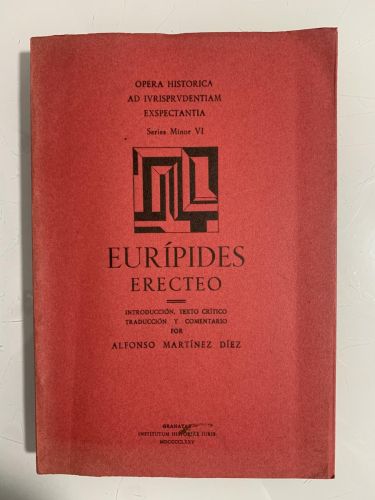 OPERA HISTORICA
AD IVRISPRVDENTIAM
EXSPECTANTIA
Series Minor VI
EURÍPIDES
ERECTEO
INTRODUCCIÓN, TEXTO CRÍTICO
TRADUCCIÓN Y COMENTARIO
POR
ALFONSO MARTÍNEZ DÍEZ
GRANATAE
INSTITUTUM HISTORIAE IURIS
MDCCCCLXXV